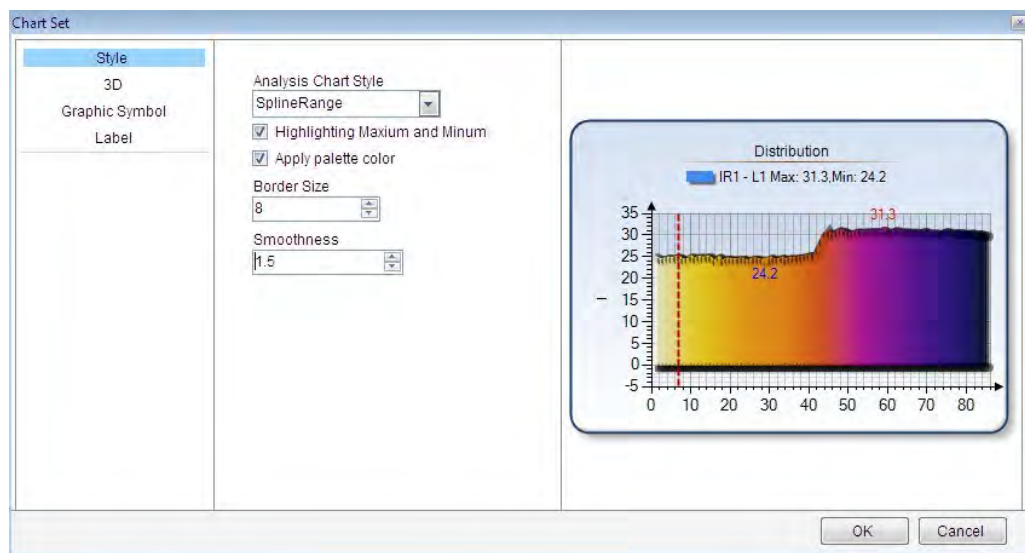 Chart Set
Style
3D
Graphic Symbol
Label
Analysis Chart Style
SplineRange
Highlighting Maxium and Minum
Apply palette color
Border Size
8
Smoothness
1.5
Distribution
IR1 - L1 Max: 31.3,Min: 24.2
35
30
25
20
15
10
5
0
-5
31.3
24.2
I
0 10 20 30 40 50 60 70 80
OK
Cancel